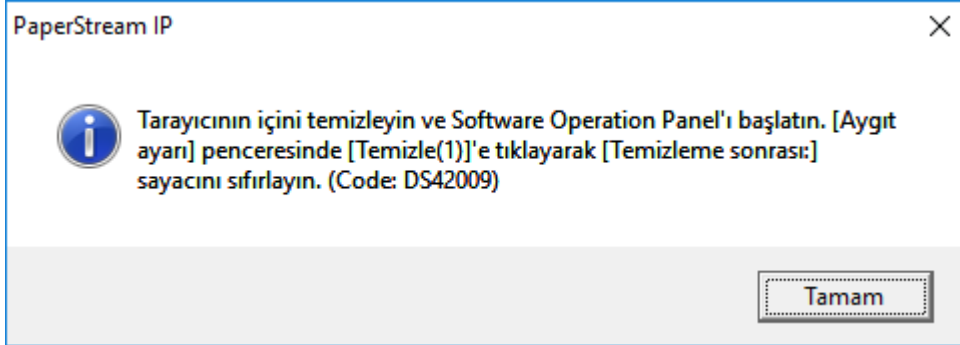 PaperStream IP
Tarayıcının içini temizleyin ve Software Operation Panel'ı başlatın. [Aygıt
ayarı] penceresinde [Temizle(1)]'e tıklayarak [Temizleme sonrası:]
sayacını sıfırlayın. (Code: DS42009)
Tamam